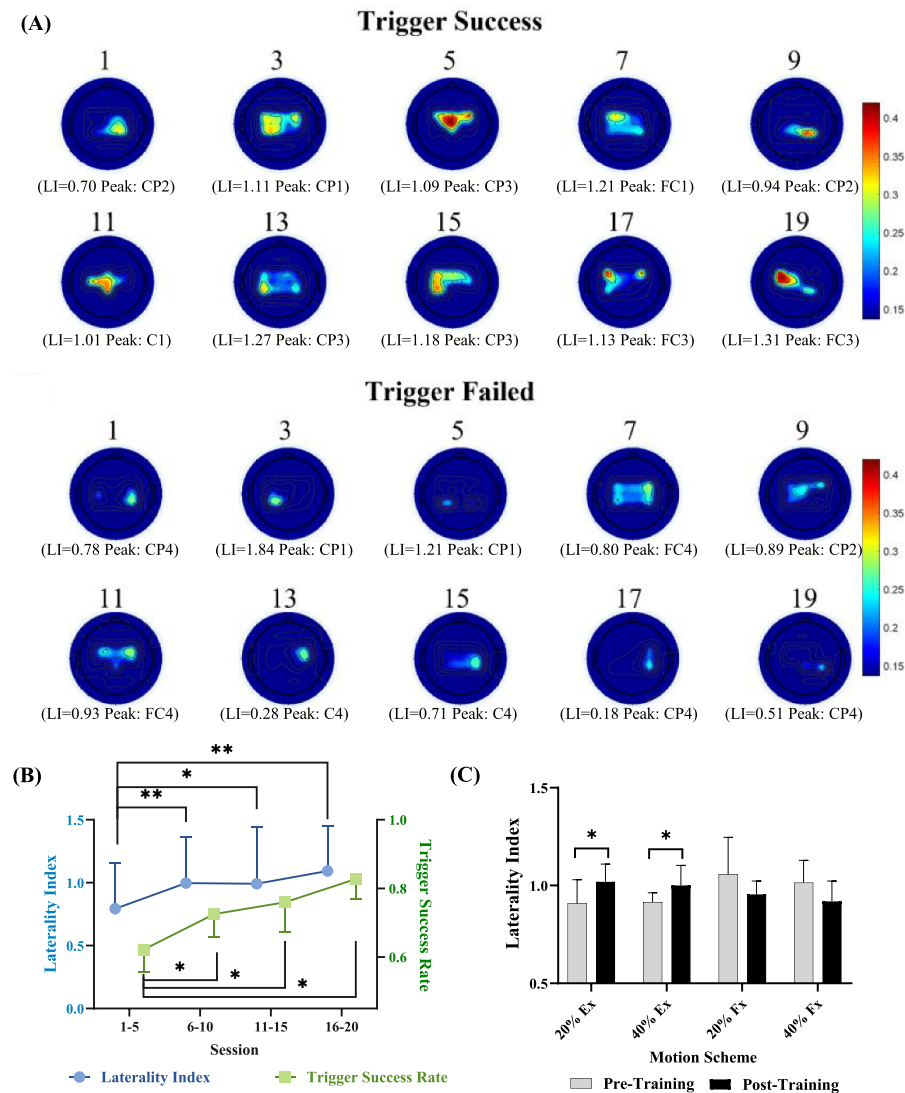 (A)
Trigger Success
1 3 5 7 9
(LI=0.70 Peak: CP2) (LI=1.11 Peak: CP1) (LI=1.09 Peak: CP3) (LI=1.21 Peak: FC1) (LI=0.94 Peak: CP2)
11 13 15 17 19
(LI=1.01 Peak: C1) (LI=1.27 Peak: CP3) (LI=1.18 Peak: CP3) (LI=1.13 Peak: FC3) (LI=1.31 Peak: FC3)
0.4
0.35
0.3
0.25
0.2
0.15
Trigger Failed
1 3 5 7 9
(LI=0.78 Peak: CP4) (LI=1.84 Peak: CP1) (LI=1.21 Peak: CP1) (LI=0.80 Peak: FC4) (LI=0.89 Peak: CP2)
11 13 15 17 19
(LI=0.93 Peak: FC4) (LI=0.28 Peak: C4) (LI=0.71 Peak: C4) (LI=0.18 Peak: CP4) (LI=0.51 Peak: CP4)
0.4
0.35
0.3
0.25
0.2
0.15
(B)
**
*
**
1.5
1.0
0.5
0.0
Laterality Index
1.0
0.8
0.6
Trigger Success Rate
*
*
*
1-5 6-10 11-15 16-20
Session
Laterality Index Trigger Success Rate
(C)
1.5
1.0
0.5
Laterality Index
* *
20% Ex 40% Ex 20% Fx 40% Fx
Motion Scheme
Pre-Training Post-Training